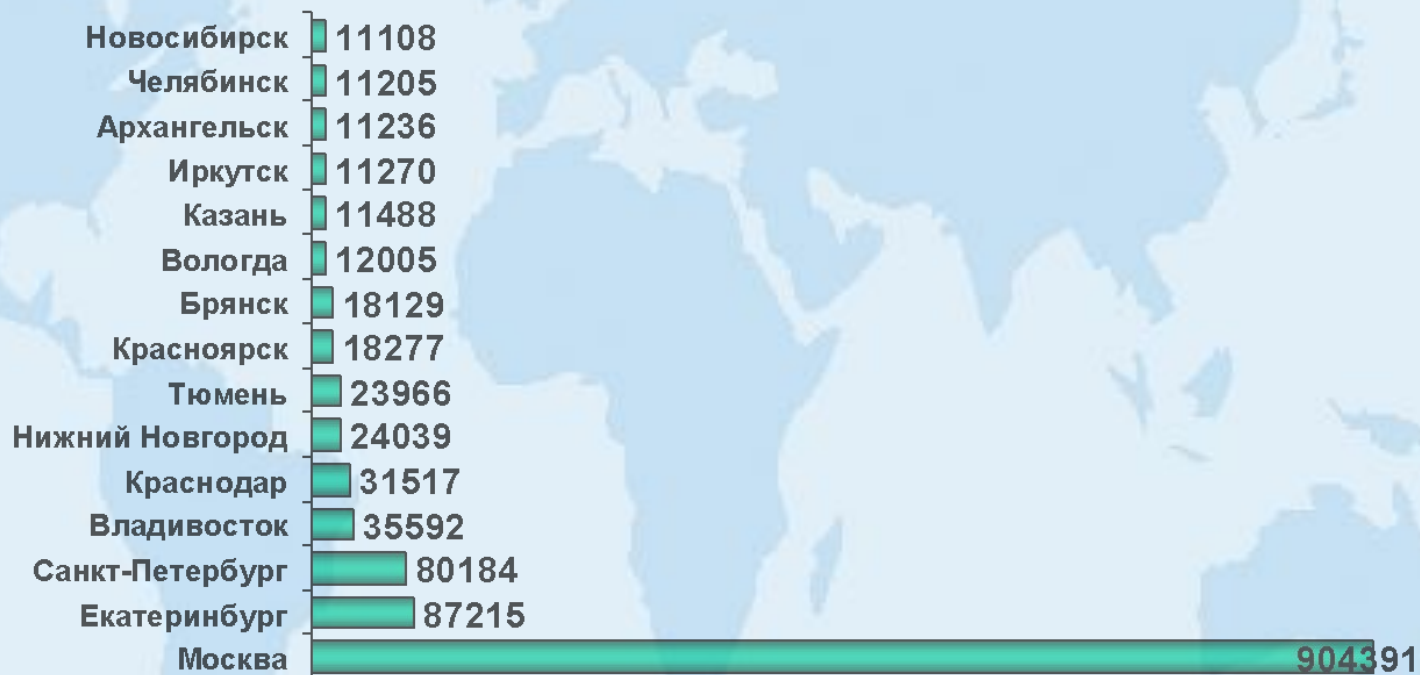 Новосибирск 11108
Челябинск 11205
Архангельск 11236
Иркутск 11270
Казань 11488
Вологда 12005
Брянск 18129
Красноярск 18277
Тюмень 23966
Нижний Новгород 24039
Краснодар 31517
Владивосток 35592
Санкт-Петербург 80184
Екатеринбург 87215
Москва 904391